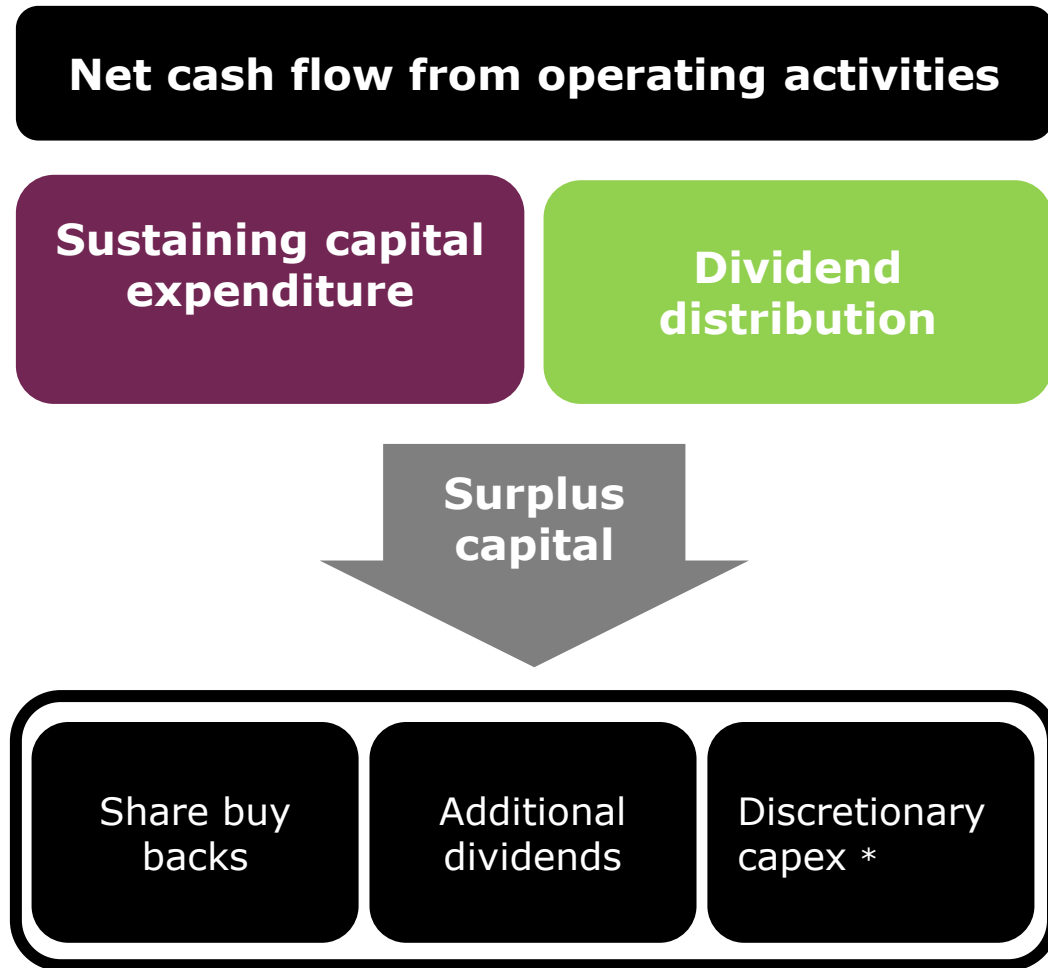 Net cash flow from operating activities
Sustaining capital
expenditure
Dividend
distribution
Surplus
capital
Share buy
backs
Additional
dividends
Discretionary
capex *